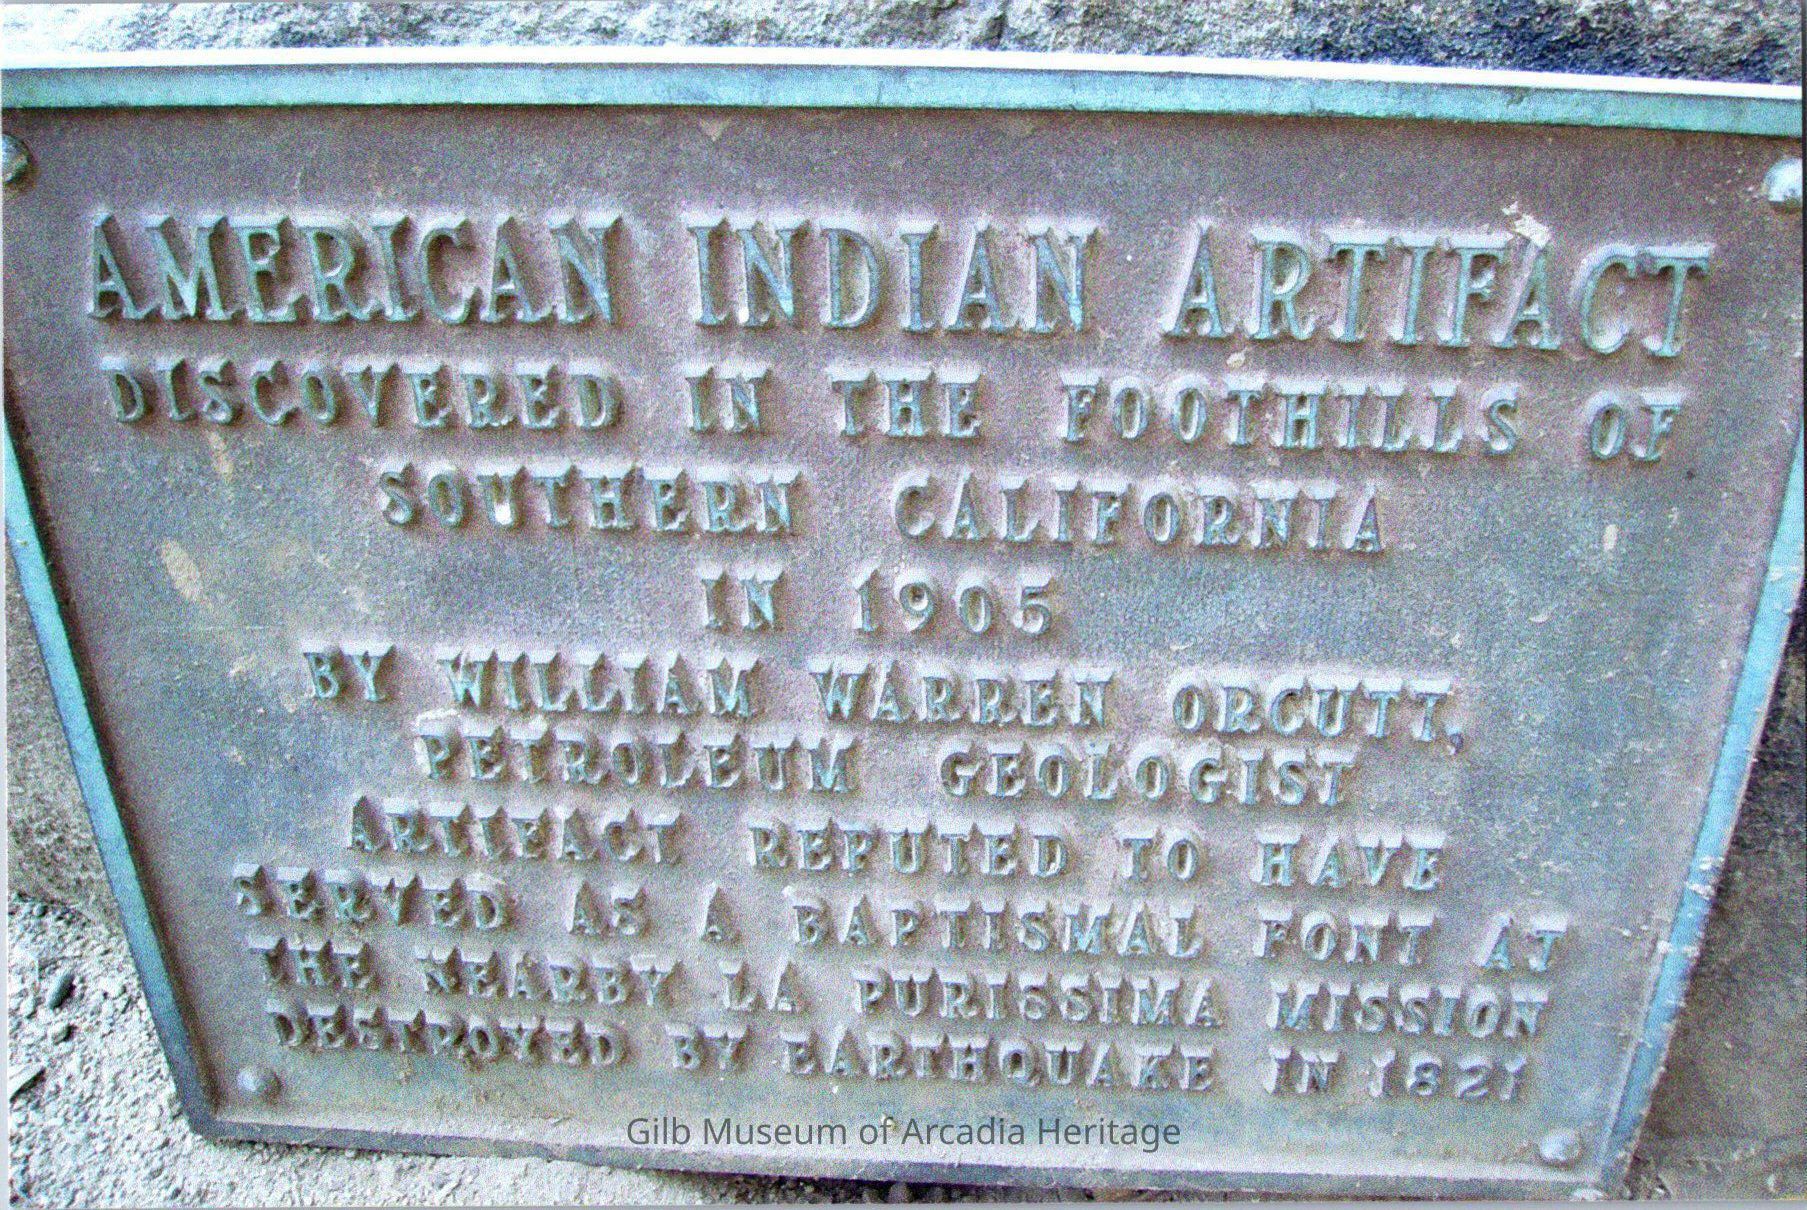 AMERICAN INDIAN ARTIFACT
DISCOVERED IN THE FOOTHILLS OF
SOUTHERN CALIFORNIA
IN 1905
BY WILLIAM WARREN ORCUTT,
PETROLEUM GEOLOGIST
ARTIFACT REPUTED TO HAVE
SERVED AS A BAPTISMAL FONT AT
THE NEARBY LA PURISSIMA MISSION
DESTROYED BY EARTHQUAKE IN 1821
Gilb Museum of Arcadia Heritage